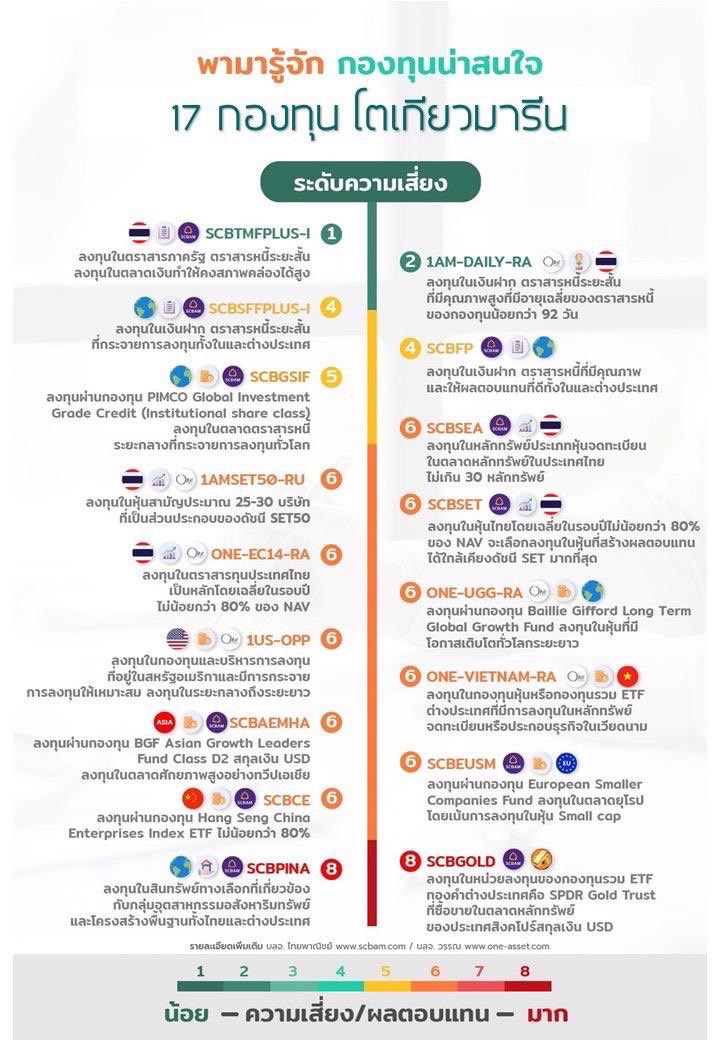 พามารู้จัก กองทุนน่าสนใจ
17 กองทุน โตเกียวมารีน
ระดับความเสี่ยง
SCBTMFPLUS-I 1
ลงทุนในตราสารภาครัฐ ตราสารหนี้ระยะสั้น
ลงทุนในตลาดเงินทำให้คงสภาพคล่องได้สูง
2 1AM-DAILY-RA
ลงทุนในเงินฝาก ตราสารหนี้ระยะสั้น
ที่มีคุณภาพสูงที่มีอายุเฉลี่ยของตราสารหนี้
ของกองทุนน้อยกว่า 92 วัน
SCBSFFPLUS-I 4
ลงทุนในเงินฝาก ตราสารหนี้ระยะสั้น
ที่กระจายการลงทุนทั้งในและต่างประเทศ
4 SCBFP
ลงทุนในเงินฝาก ตราสารหนี้ที่มีคุณภาพ
และให้ผลตอบแทนที่ดีทั้งในและต่างประเทศ
SCBGSIF 5
ลงทุนผ่านกองทุน PIMCO Global Investment
Grade Credit (Institutional share class)
ลงทุนในตลาดตราสารหนี้
ระยะกลางที่กระจายการลงทุนทั่วโลก
6 SCBSEA
ลงทุนในหลักทรัพย์ประเภทหุ้นจดทะเบียน
ในตลาดหลักทรัพย์ในประเทศไทย
ไม่เกิน 30 หลักทรัพย์
One 1AMSET50-RU 6
ลงทุนในหุ้นสามัญประมาณ 25-30 บริษัท
ที่เป็นส่วนประกอบของดัชนี SET50
6 SCBSET
ลงทุนในหุ้นไทยโดยเฉลี่ยในรอบปีไม่น้อยกว่า 80%
ของ NAV จะเลือกลงทุนในหุ้นที่สร้างผลตอบแทน
ได้ใกล้เคียงดัชนี SET มากที่สุด
One ONE-EC14-RA 6
ลงทุนในตราสารทุนประเทศไทย
เป็นหลักโดยเฉลี่ยในรอบปี
ไม่น้อยกว่า 80% ของ NAV
6 ONE-UGG-RA One
ลงทุนผ่านกองทุน Baillie Gifford Long Term
Global Growth Fund ลงทุนในหุ้นที่มี
โอกาสเติบโตทั่วโลกระยะยาว
One 1US-OPP 6
ลงทุนในกองทุนและบริหารการลงทุน
ที่อยู่ในสหรัฐอเมริกาและมีการกระจาย
การลงทุนให้เหมาะสม ลงทุนในระยะกลางถึงระยะยาว
6 ONE-VIETNAM-RA One
ลงทุนในกองทุนหุ้นหรือกองทุนรวม ETF
ต่างประเทศที่มีการลงทุนในหลักทรัพย์
จดทะเบียนหรือประกอบธุรกิจในเวียดนาม
ASIA SCBAEMHA 6
ลงทุนผ่านกองทุน BGF Asian Growth Leaders
Fund Class D2 สกุลเงิน USD
ลงทุนในตลาดศักยภาพสูงอย่างทวีปเอเชีย
6 SCBEUSM EU
ลงทุนผ่านกองทุน European Smaller
Companies Fund ลงทุนในตลาดยุโรป
โดยเน้นการลงทุนในหุ้น Small cap
SCBCE 6
ลงทุนผ่านกองทุน Hang Seng China
Enterprises Index ETF ไม่น้อยกว่า 80%
SCBPINA 8
ลงทุนในสินทรัพย์ทางเลือกที่เกี่ยวข้อง
กับกลุ่มอุตสาหกรรมอสังหาริมทรัพย์
และโครงสร้างพื้นฐานทั้งไทยและต่างประเทศ
8 SCBGOLD
ลงทุนในหน่วยลงทุนของกองทุนรวม ETF
ทองคำต่างประเทศคือ SPDR Gold Trust
ที่ซื้อขายในตลาดหลักทรัพย์
ของประเทศสิงคโปร์สกุลเงิน USD
รายละเอียดเพิ่มเติม บลจ. ไทยพาณิชย์ www.scbam.com / บลจ. วรรณ www.one-asset.com
1 2 3 4 5 6 7 8
น้อย – ความเสี่ยง/ผลตอบแทน – มาก